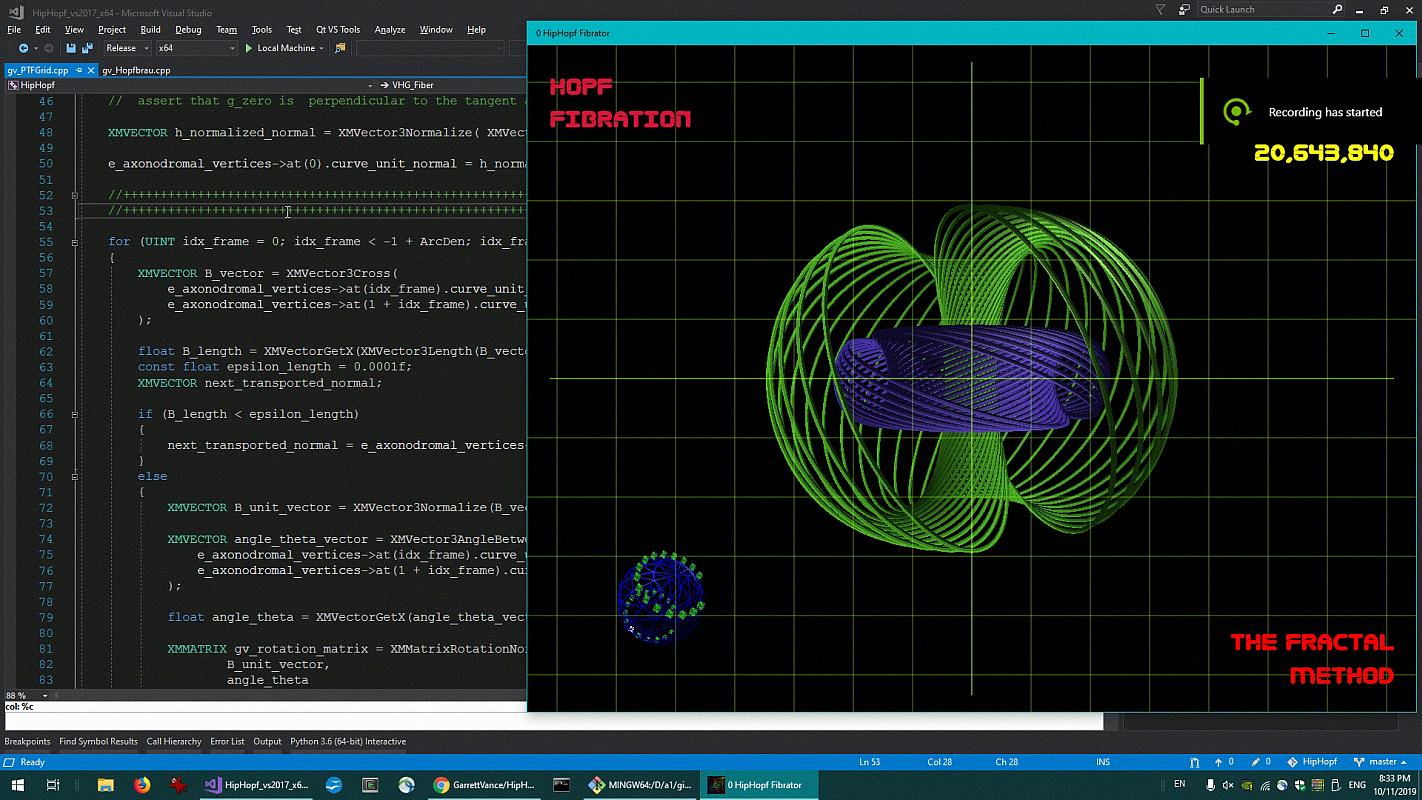 HipHopf_vs2017_x64 - Microsoft Visual Studio
Quick Launch
File Edit View Project Build Debug Team Tools Test Qt VS Tools Analyze Window Help
Release x64 Local Machine
gv_PTFGrid.cpp gv_Hopfbrau.cpp
HipHopf VHG_Fiber
46 // assert that g_zero is perpendicular to the tangent
47
48 XMVECTOR h_normalized_normal = XMVector3Normalize( XMVec
49
50 e_axonodromal_vertices->at(0).curve_unit_normal = h_norm
51
52 //++++++++++++++++++++++++++++++++++++++++++++++++++++++
53 //++++++++++++++++++++++++++++++++++++++++++++++++++++++
54
55 for (UINT idx_frame = 0; idx_frame < -1 + ArcDen; idx_fra
56 {
57 XMVECTOR B_vector = XMVector3Cross(
58 e_axonodromal_vertices->at(idx_frame).curve_unit_
59 e_axonodromal_vertices->at(1 + idx_frame).curve_u
60 );
61
62 float B_length = XMVectorGetX(XMVector3Length(B_vecto
63 const float epsilon_length = 0.0001f;
64 XMVECTOR next_transported_normal;
65
66 if (B_length < epsilon_length)
67 {
68 next_transported_normal = e_axonodromal_vertices-
69 }
70 else
71 {
72 XMVECTOR B_unit_vector = XMVector3Normalize(B_vec
73
74 XMVECTOR angle_theta_vector = XMVector3AngleBetwe
75 e_axonodromal_vertices->at(idx_frame).curve_u
76 e_axonodromal_vertices->at(1 + idx_frame).cur
77 );
78
79 float angle_theta = XMVectorGetX(angle_theta_vect
80
81 XMMATRIX gv_rotation_matrix = XMMatrixRotationNor
82 B_unit_vector,
83 angle_theta
88 %
col: %c
0 HipHopf Fibrator
HOPF
FIBRATION
Recording has started
20,643,840
THE FRACTAL
METHOD
Breakpoints Find Symbol Results Call Hierarchy Error List Output Python 3.6 (64-bit) Interactive
Ready Ln 53 Col 28 Ch 28 INS 0 0 HipHopf master
HipHopf_vs2017_x6... GarrettVance/HipH... MINGW64:/D/a1/gi... 0 HipHopf Fibrator EN ENG 8:33 PM
10/11/2019